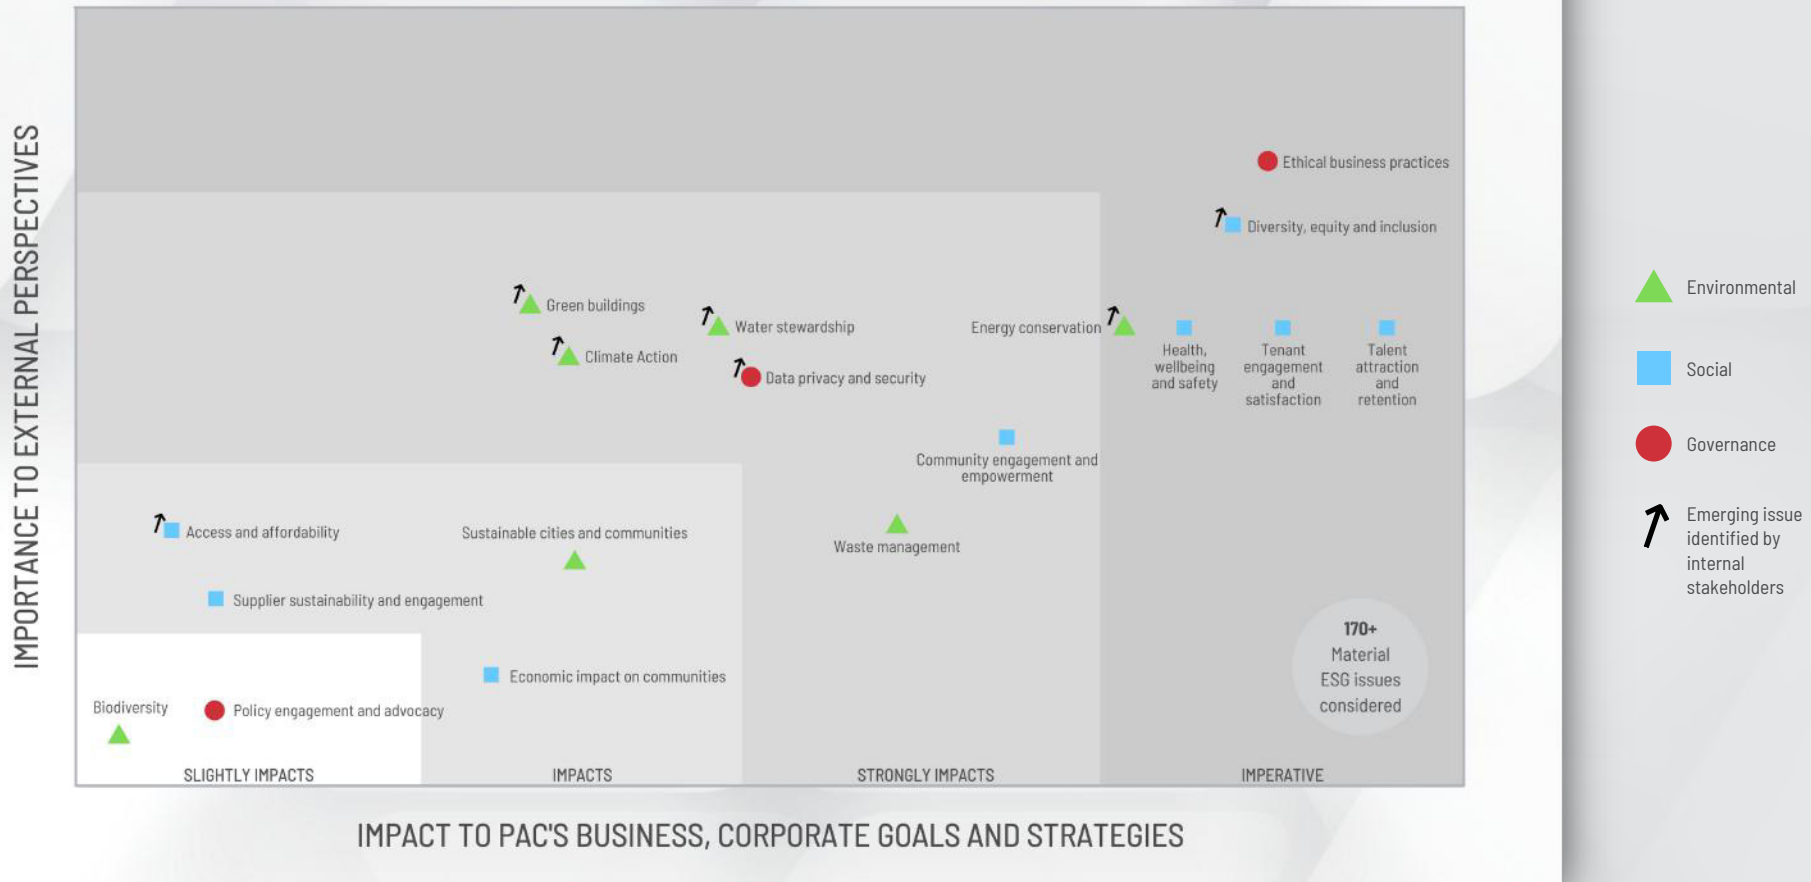 IMPORTANCE TO EXTERNAL PERSPECTIVES
Ethical business practices
Diversity, equity and inclusion
Green buildings
Water stewardship
Energy conservation
Climate Action
Data privacy and security
Health,
wellbeing
and safety
Tenant
engagement
and
satisfaction
Talent
attraction
and
retention
Community engagement and
empowerment
Access and affordability
Sustainable cities and communities
Waste management
Supplier sustainability and engagement
Economic impact on communities
Biodiversity
Policy engagement and advocacy
170+
Material
ESG issues
considered
SLIGHTLY IMPACTS
IMPACTS
STRONGLY IMPACTS
IMPERATIVE
IMPACT TO PAC'S BUSINESS, CORPORATE GOALS AND STRATEGIES
Environmental
Social
Governance
Emerging issue
identified by
internal
stakeholders